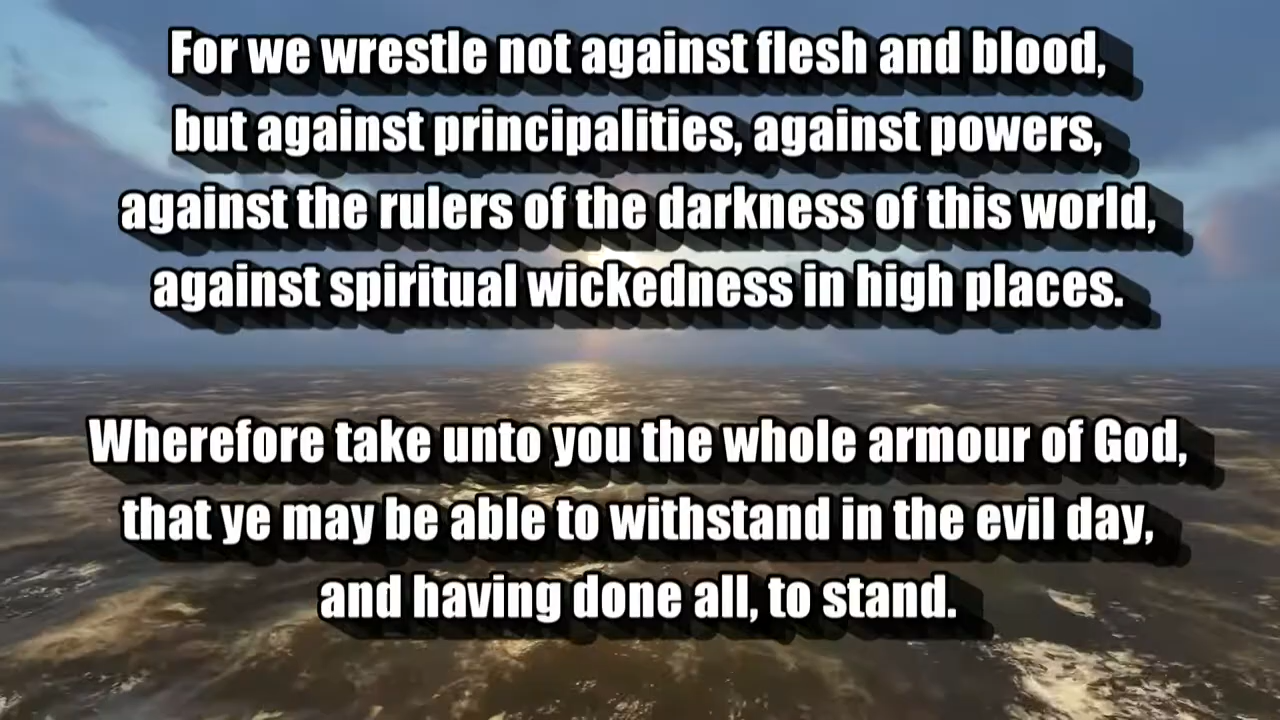 For we wrestle not against flesh and blood,
but against principalities, against powers,
against the rulers of the darkness of this world,
against spiritual wickedness in high places.
Wherefore take unto you the whole armour of God,
that ye may be able to withstand in the evil day,
and having done all, to stand.